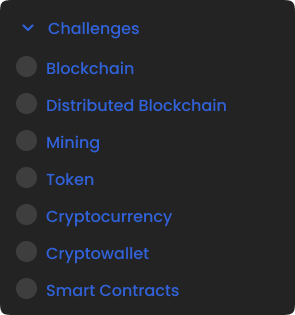 Challenges
Blockchain
Distributed Blockchain
Mining
Token
Cryptocurrency
Cryptowallet
Smart Contracts